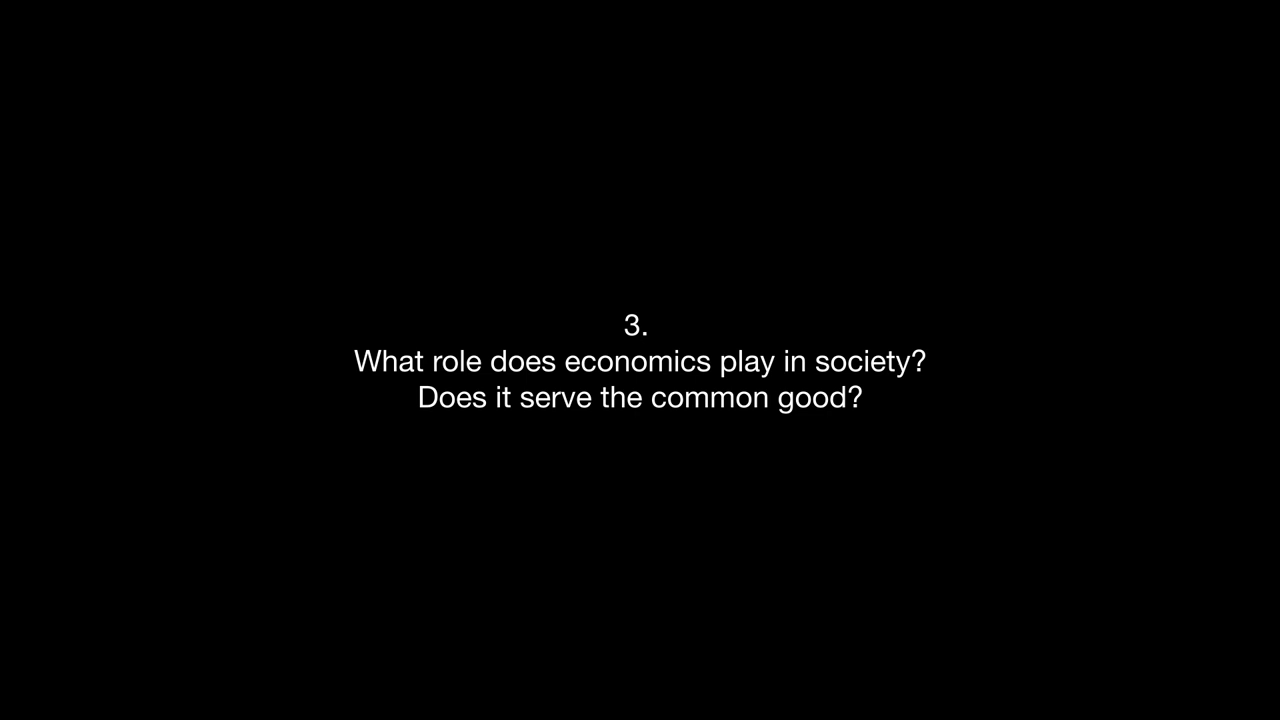 3.
What role does economics play in society?
Does it serve the common good?